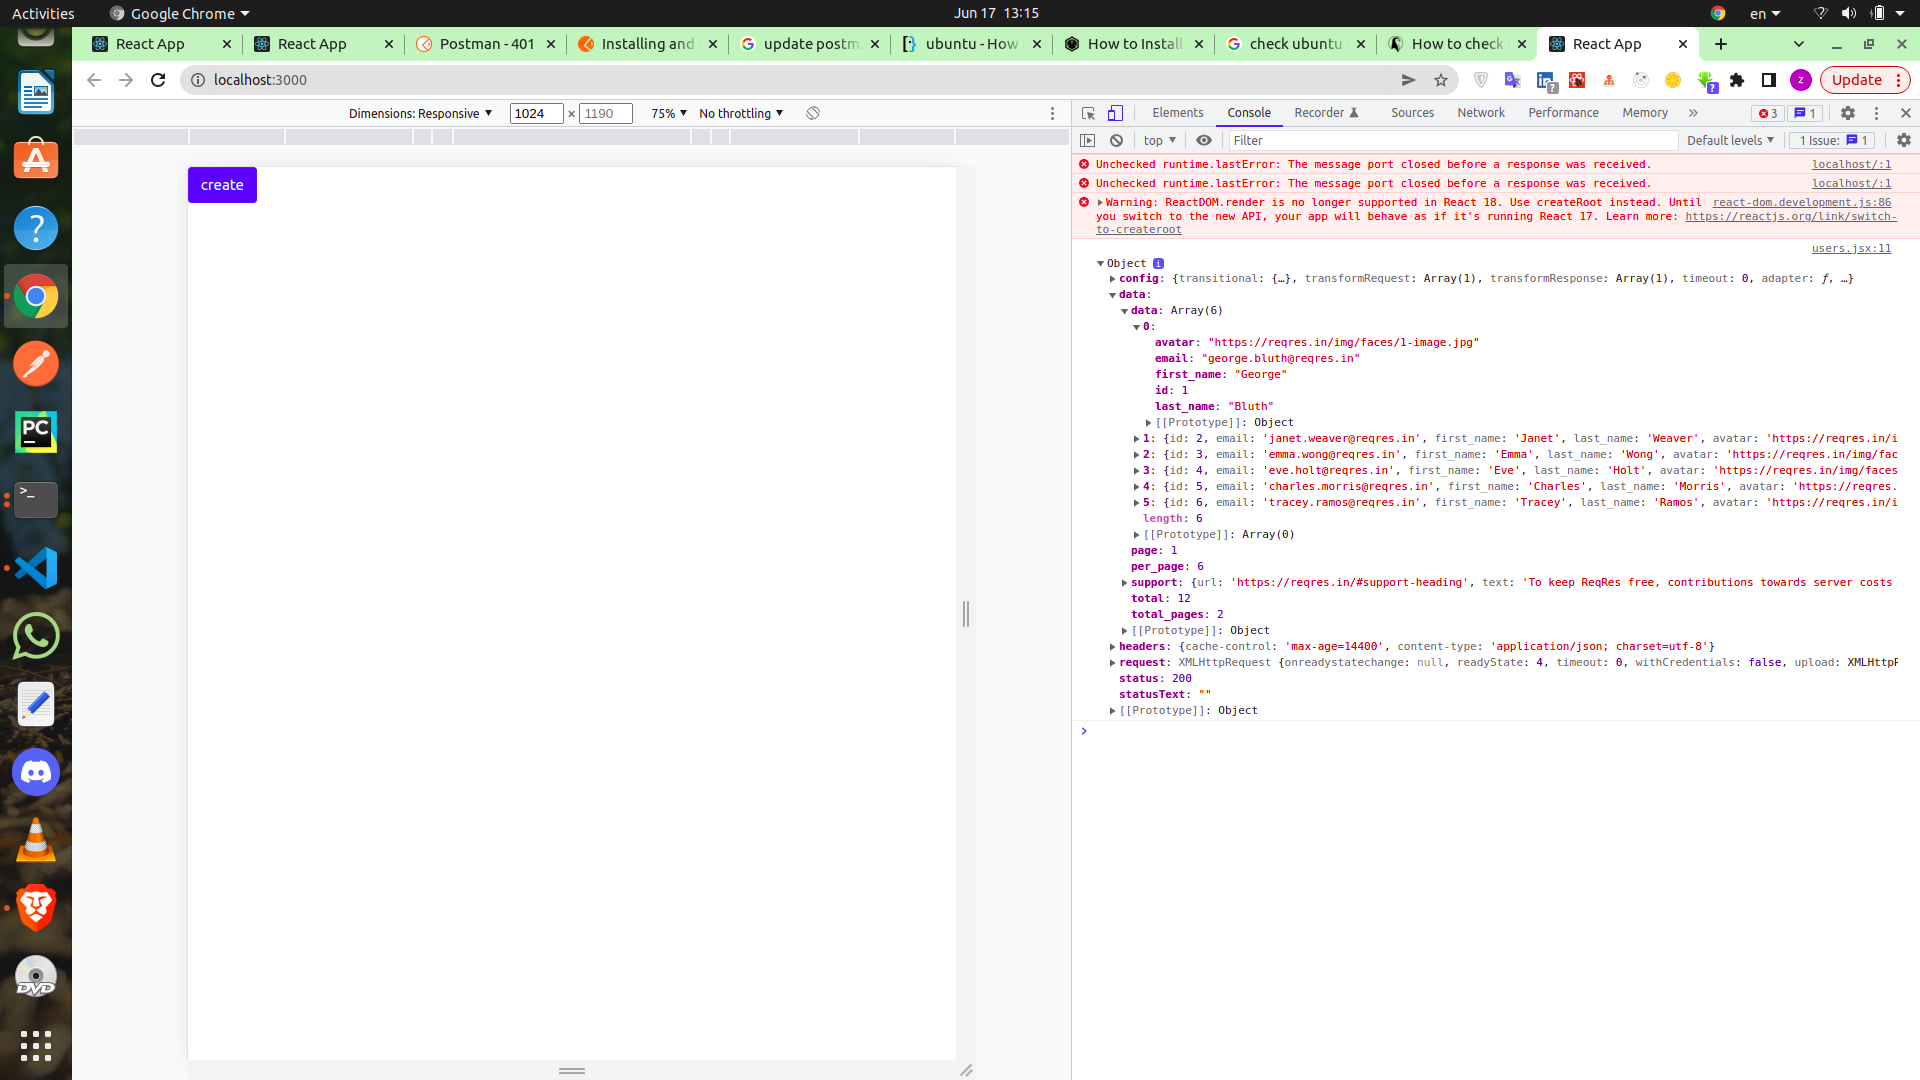 Activities
Google Chrome
Jun 17 13:15
en
React App
React App
Postman - 401
Installing and
update postm
ubuntu - How
How to Install
check ubuntu
How to check
React App
localhost:3000
z
Update
Dimensions: Responsive
1024 × 1190
75%
No throttling
Elements
Console
Recorder
Sources
Network
Performance
Memory
3
1
top
Filter
Default levels
1 Issue: 1
create
Unchecked runtime.lastError: The message port closed before a response was received. localhost/:1
Unchecked runtime.lastError: The message port closed before a response was received. localhost/:1
Warning: ReactDOM.render is no longer supported in React 18. Use createRoot instead. Until react-dom.development.js:86
you switch to the new API, your app will behave as if it's running React 17. Learn more: https://reactjs.org/link/switch-
to-createroot
users.jsx:11
Object i
config: {transitional: {…}, transformRequest: Array(1), transformResponse: Array(1), timeout: 0, adapter: ƒ, …}
data:
data: Array(6)
0:
avatar: "https://reqres.in/img/faces/1-image.jpg"
email: "george.bluth@reqres.in"
first_name: "George"
id: 1
last_name: "Bluth"
[[Prototype]]: Object
1: {id: 2, email: 'janet.weaver@reqres.in', first_name: 'Janet', last_name: 'Weaver', avatar: 'https://reqres.in/i
2: {id: 3, email: 'emma.wong@reqres.in', first_name: 'Emma', last_name: 'Wong', avatar: 'https://reqres.in/img/fac
3: {id: 4, email: 'eve.holt@reqres.in', first_name: 'Eve', last_name: 'Holt', avatar: 'https://reqres.in/img/faces
4: {id: 5, email: 'charles.morris@reqres.in', first_name: 'Charles', last_name: 'Morris', avatar: 'https://reqres.
5: {id: 6, email: 'tracey.ramos@reqres.in', first_name: 'Tracey', last_name: 'Ramos', avatar: 'https://reqres.in/i
length: 6
[[Prototype]]: Array(0)
page: 1
per_page: 6
support: {url: 'https://reqres.in/#support-heading', text: 'To keep ReqRes free, contributions towards server costs
total: 12
total_pages: 2
[[Prototype]]: Object
headers: {cache-control: 'max-age=14400', content-type: 'application/json; charset=utf-8'}
request: XMLHttpRequest {onreadystatechange: null, readyState: 4, timeout: 0, withCredentials: false, upload: XMLHttpR
status: 200
statusText: ""
[[Prototype]]: Object
PC
DVD